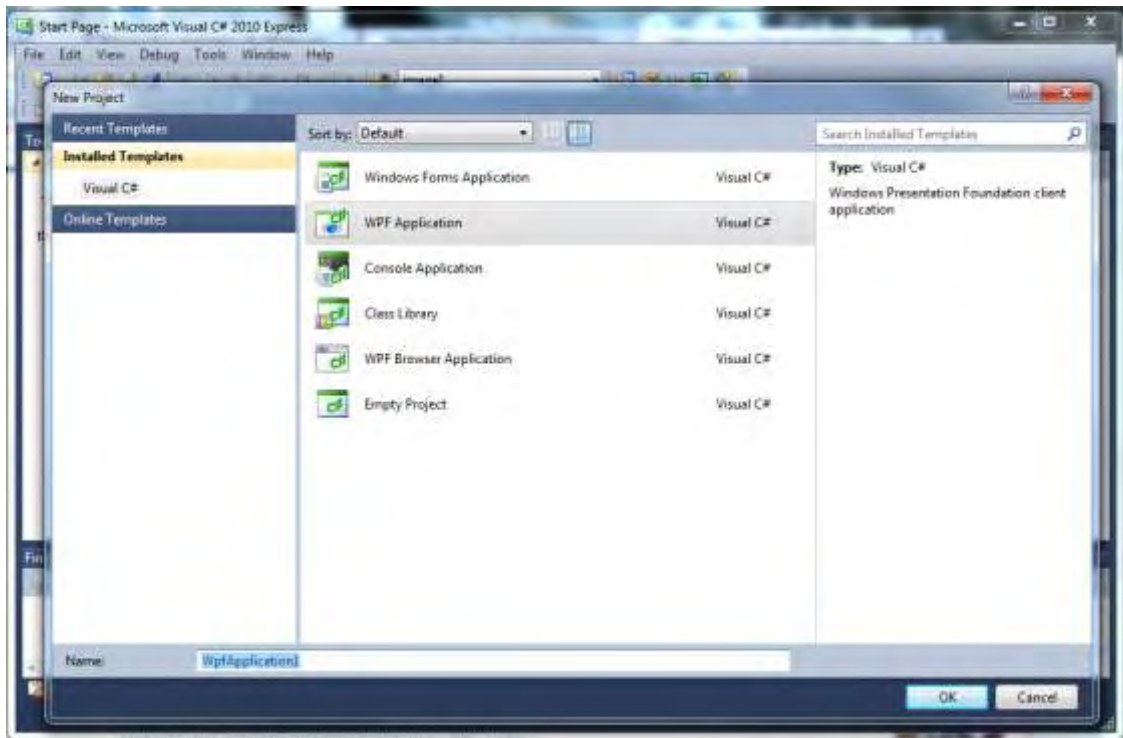 Start Page - Microsoft Visual C# 2010 Express
File Edit View Debug Tools Window Help
New Project
Recent Templates
Installed Templates
Visual C#
Online Templates
Sort by: Default
Search Installed Templates
Windows Forms Application Visual C#
WPF Application Visual C#
Console Application Visual C#
Class Library Visual C#
WPF Browser Application Visual C#
Empty Project Visual C#
Type: Visual C#
Windows Presentation Foundation client
application
Name: WpfApplication1
OK Cancel